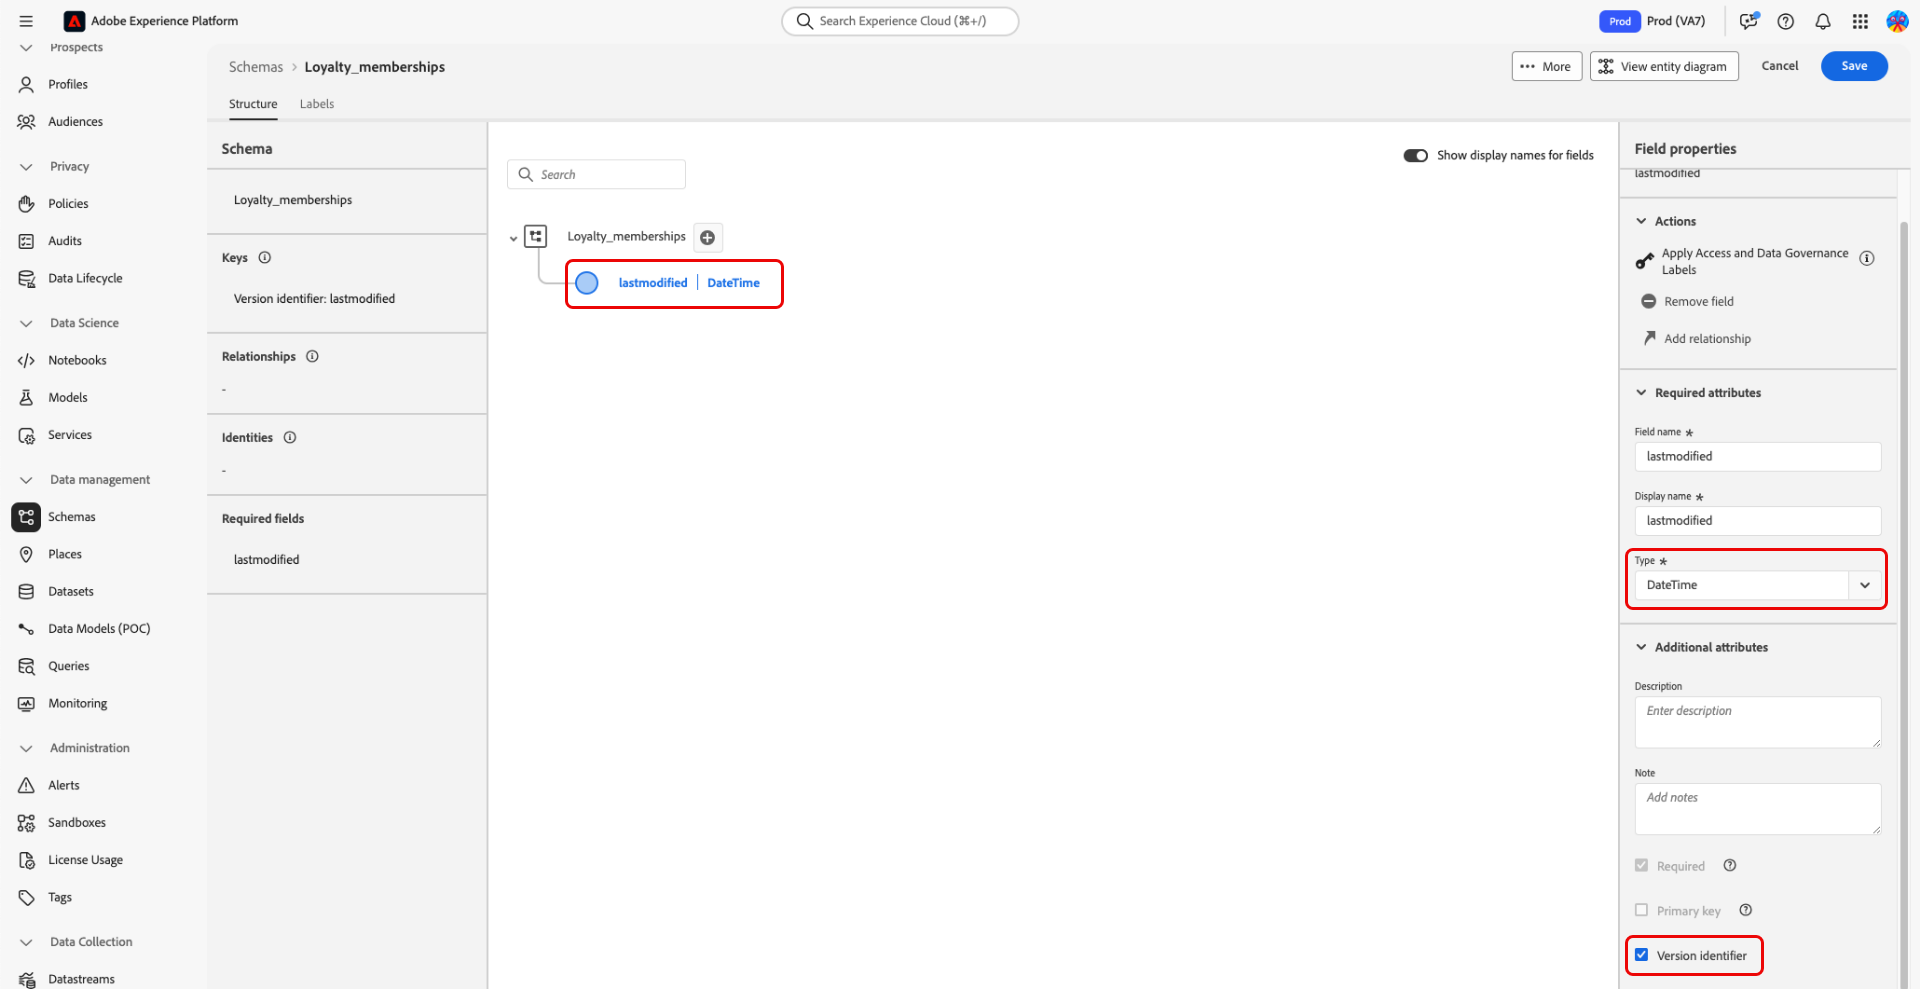 Adobe Experience Platform
Search Experience Cloud (⌘+/)
Prod
Prod (VA7)
Prospects
Profiles
Audiences
Privacy
Policies
Audits
Data Lifecycle
Data Science
Notebooks
Models
Services
Data management
Schemas
Places
Datasets
Data Models (POC)
Queries
Monitoring
Administration
Alerts
Sandboxes
License Usage
Tags
Data Collection
Datastreams
Schemas > Loyalty_memberships
More
View entity diagram
Cancel
Save
Structure
Labels
Schema
Loyalty_memberships
Keys
Version identifier: lastmodified
Relationships
-
Identities
-
Required fields
lastmodified
Search
Show display names for fields
Loyalty_memberships
lastmodified | DateTime
Field properties
lastmodified
Actions
Apply Access and Data Governance
Labels
Remove field
Add relationship
Required attributes
Field name *
lastmodified
Display name *
lastmodified
Type *
DateTime
Additional attributes
Description
Enter description
Note
Add notes
Required
Primary key
Version identifier